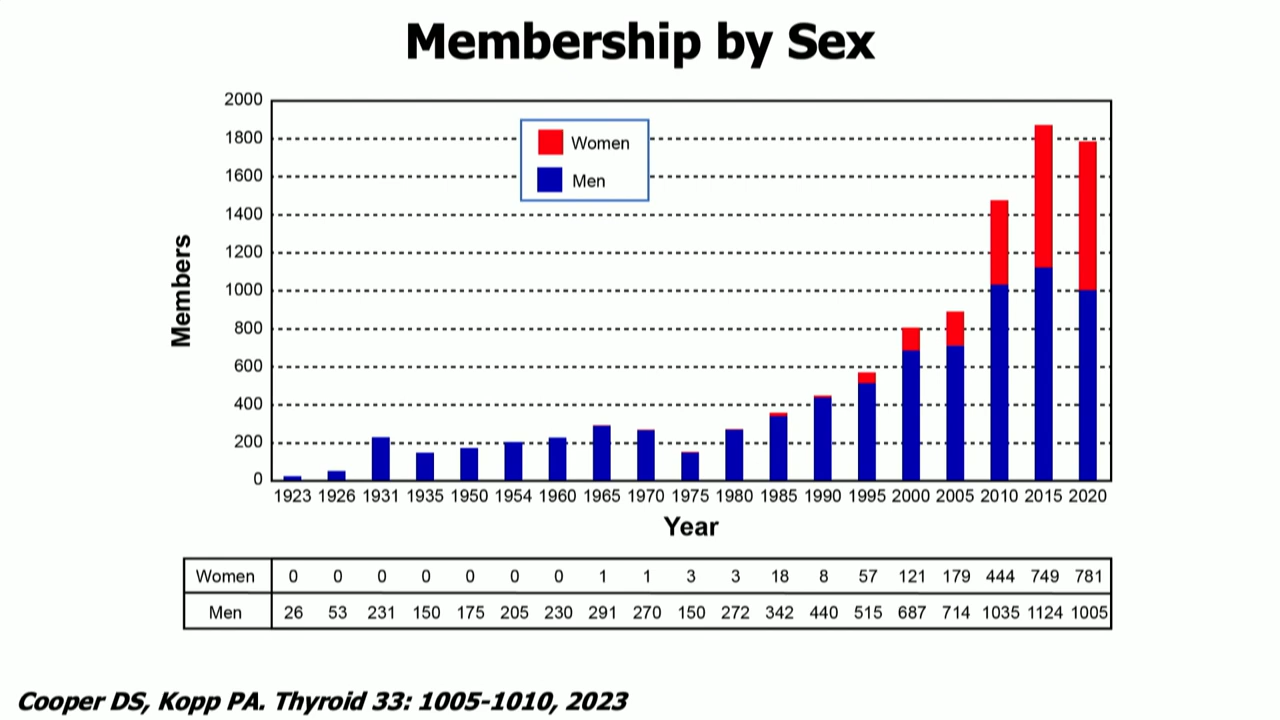 Membership by Sex
2000
1800
1600
1400
1200
1000
800
600
400
200
0
Members
Women
Men
1923 1926 1931 1935 1950 1954 1960 1965 1970 1975 1980 1985 1990 1995 2000 2005 2010 2015 2020
Year
Women 0 0 0 0 0 0 0 1 1 3 3 18 8 57 121 179 444 749 781
Men 26 53 231 150 175 205 230 291 270 150 272 342 440 515 687 714 1035 1124 1005
Cooper DS, Kopp PA. Thyroid 33: 1005-1010, 2023